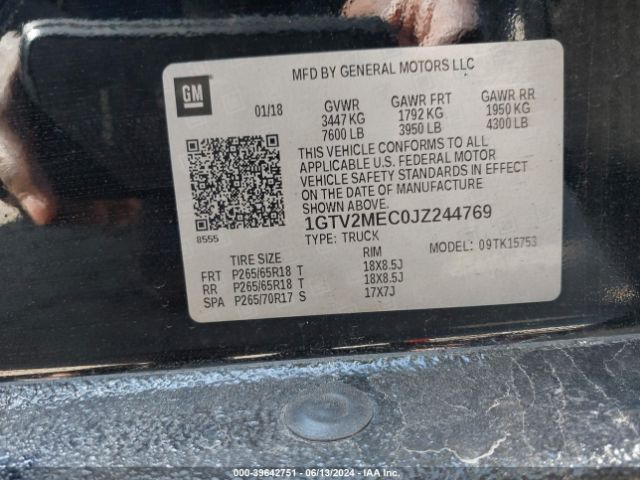 MFD BY GENERAL MOTORS LLC
GM
01/18
GVWR GAWR FRT GAWR RR
3447 KG 1792 KG 1950 KG
7600 LB 3950 LB 4300 LB
THIS VEHICLE CONFORMS TO ALL
APPLICABLE U.S. FEDERAL MOTOR
VEHICLE SAFETY STANDARDS IN EFFECT
ON THE DATE OF MANUFACTURE
SHOWN ABOVE.
1GTV2MEC0JZ244769
8555
TYPE: TRUCK MODEL: 09TK15753
TIRE SIZE RIM
FRT P265/65R18 T 18X8.5J
RR P265/65R18 T 18X8.5J
SPA P265/70R17 S 17X7J
000-39642751 - 06/13/2024 - IAA Inc.